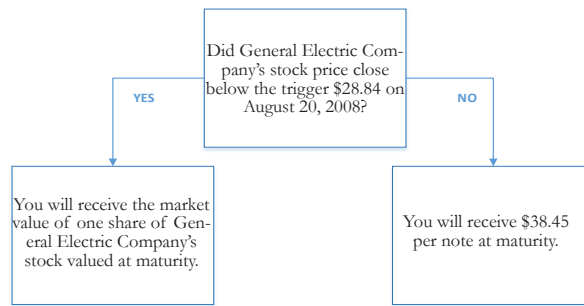 Did General Electric Com-
pany's stock price close
below the trigger $28.84 on
August 20, 2008?
YES
NO
You will receive the market
value of one share of Gen-
eral Electric Company's
stock valued at maturity.
You will receive $38.45
per note at maturity.